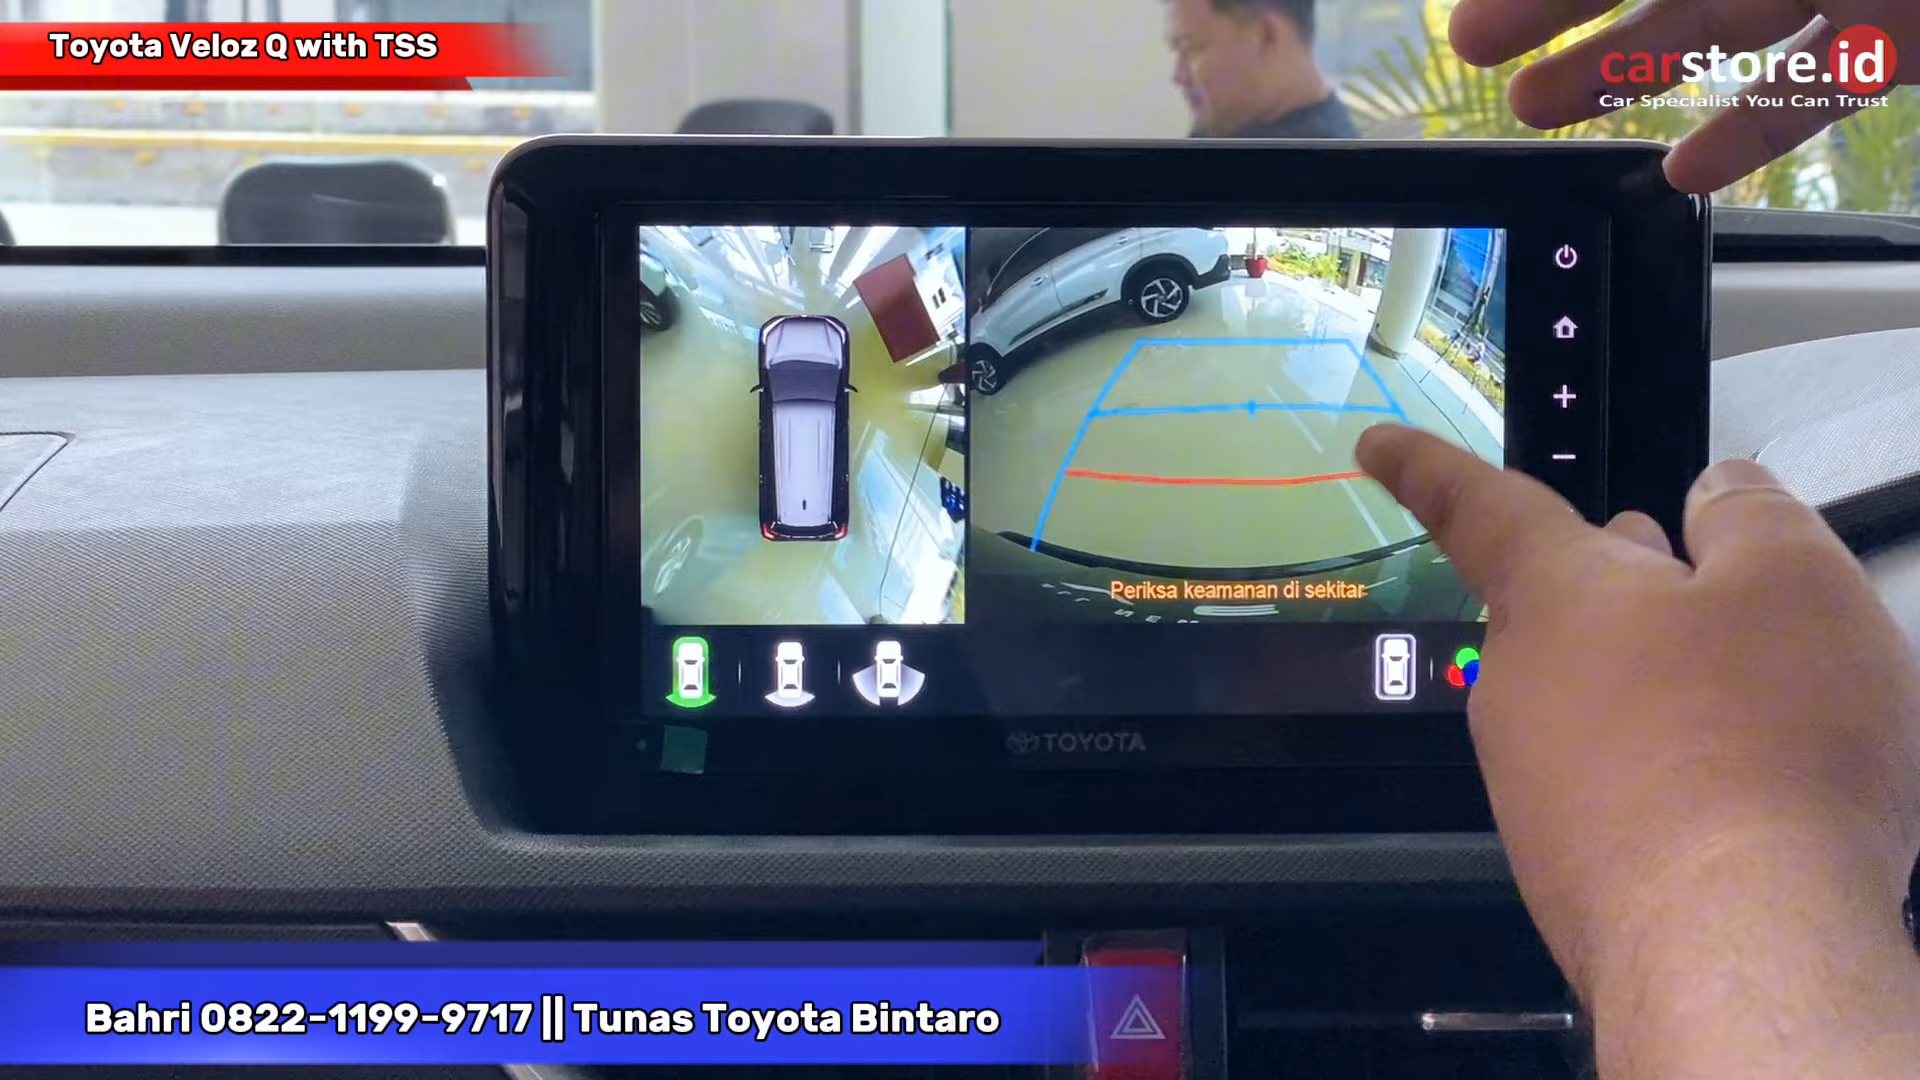 Toyota Veloz Q with TSS
carstore.id
Car Specialist You Can Trust
Periksa keamanan di sekitar
TOYOTA
Bahri 0822-1199-9717 || Tunas Toyota Bintaro